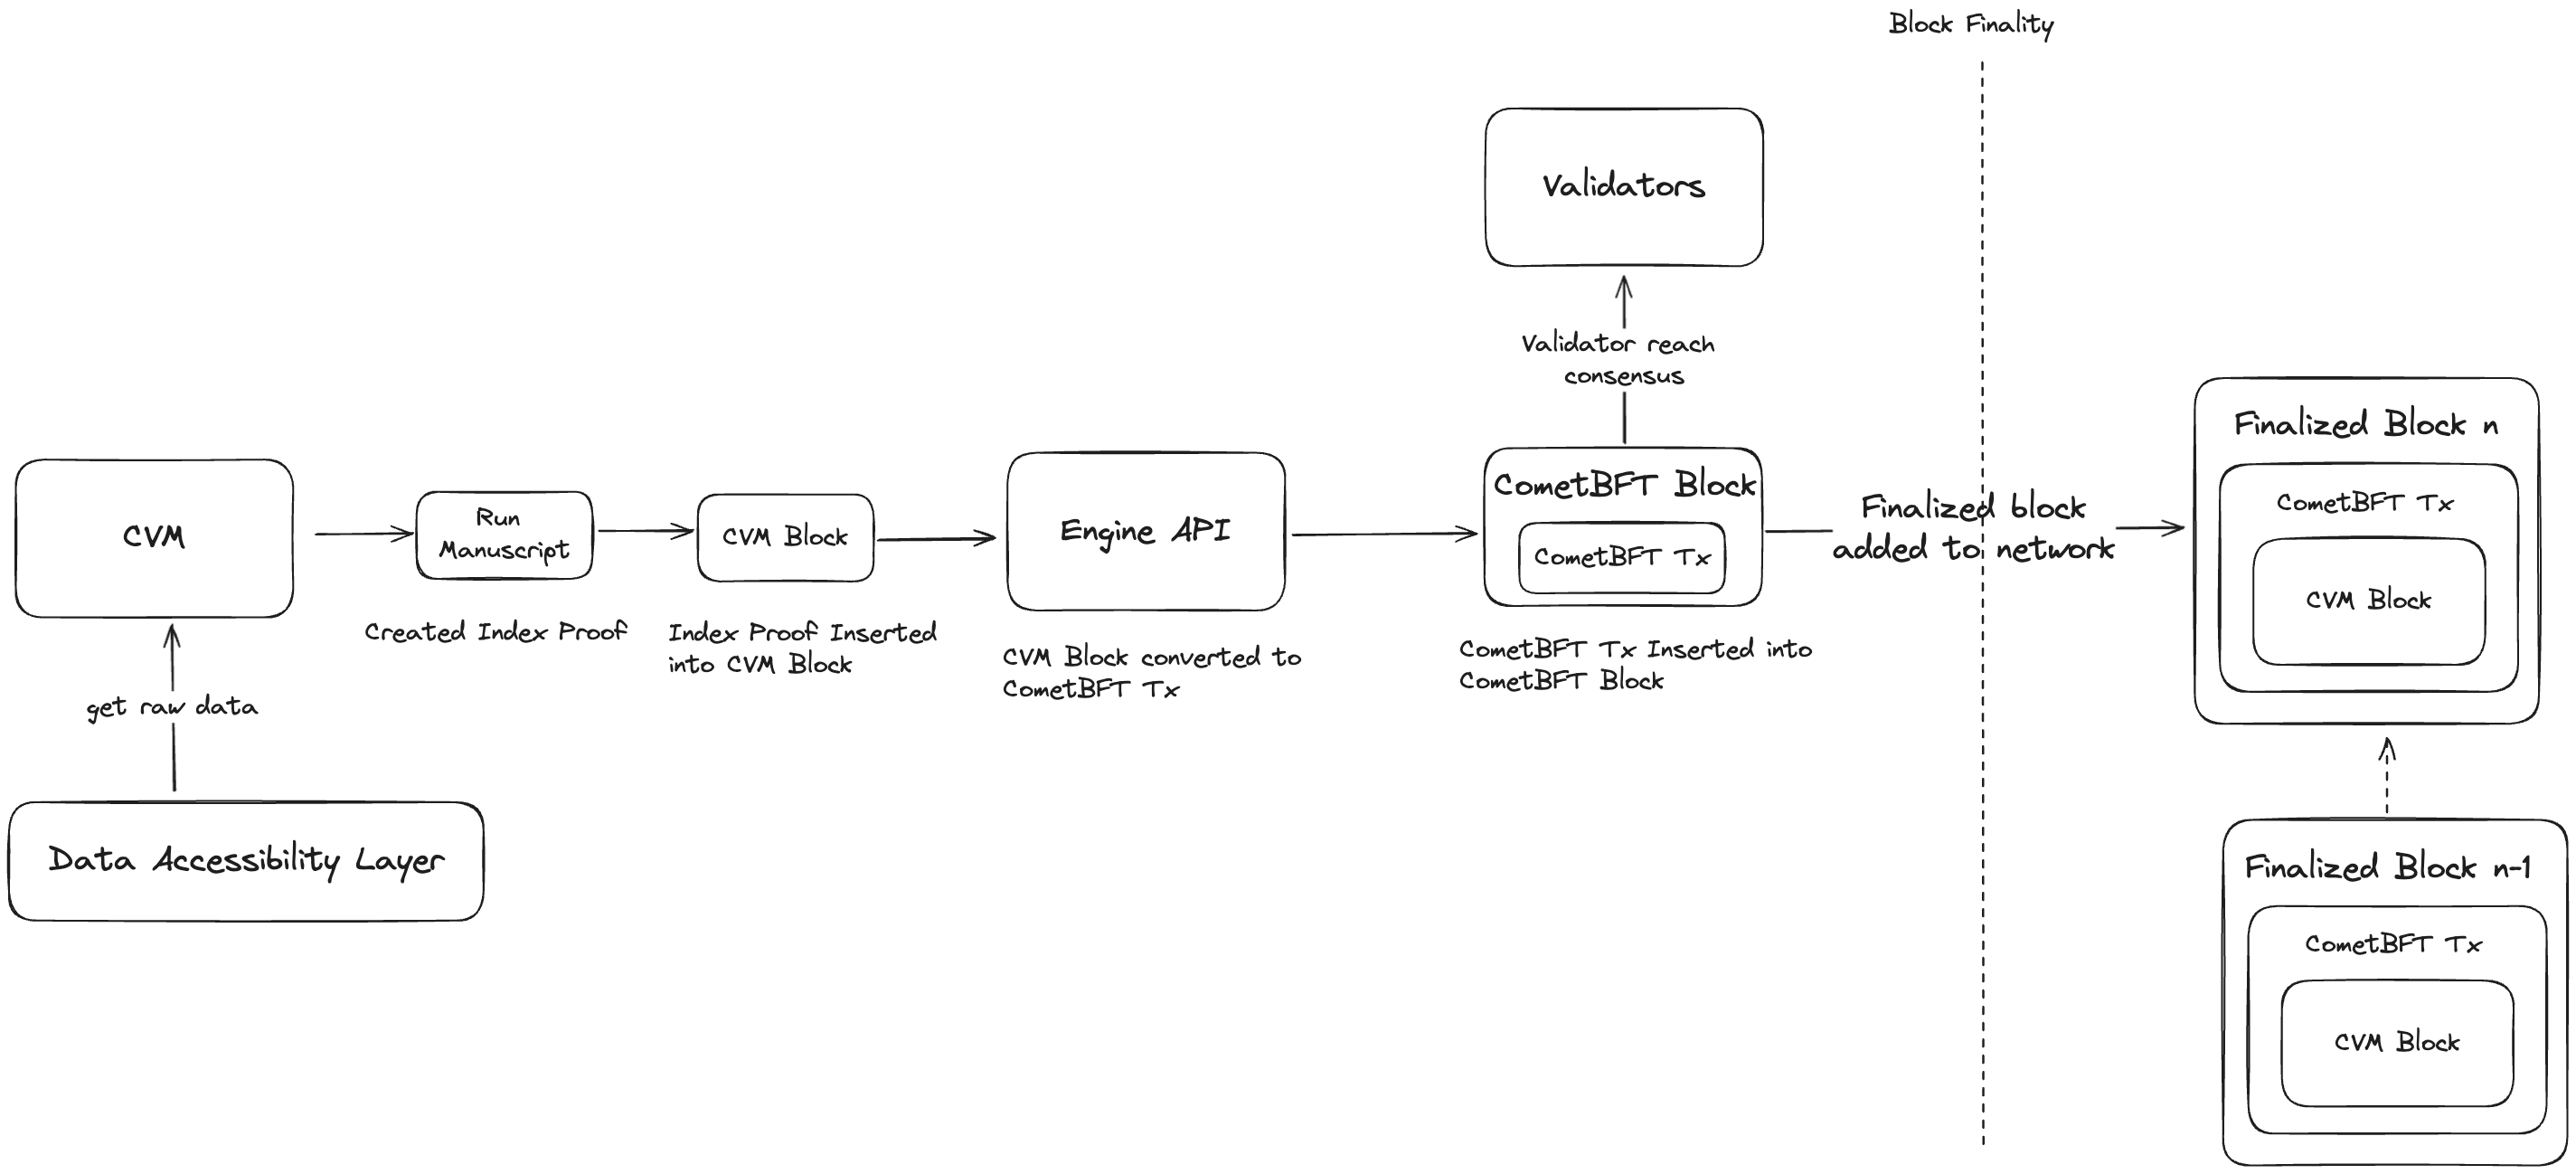 Block Finality
Validators
Validator reach
consensus
CVM
Run
Manuscript
CVM Block
Engine API
CometBFT Block
CometBFT Tx
Created Index Proof
Index Proof Inserted
into CVM Block
CVM Block converted to
CometBFT Tx
CometBFT Tx Inserted into
CometBFT Block
Finalized block
added to network
get raw data
Data Accessibility Layer
Finalized Block n
CometBFT Tx
CVM Block
Finalized Block n-1
CometBFT Tx
CVM Block